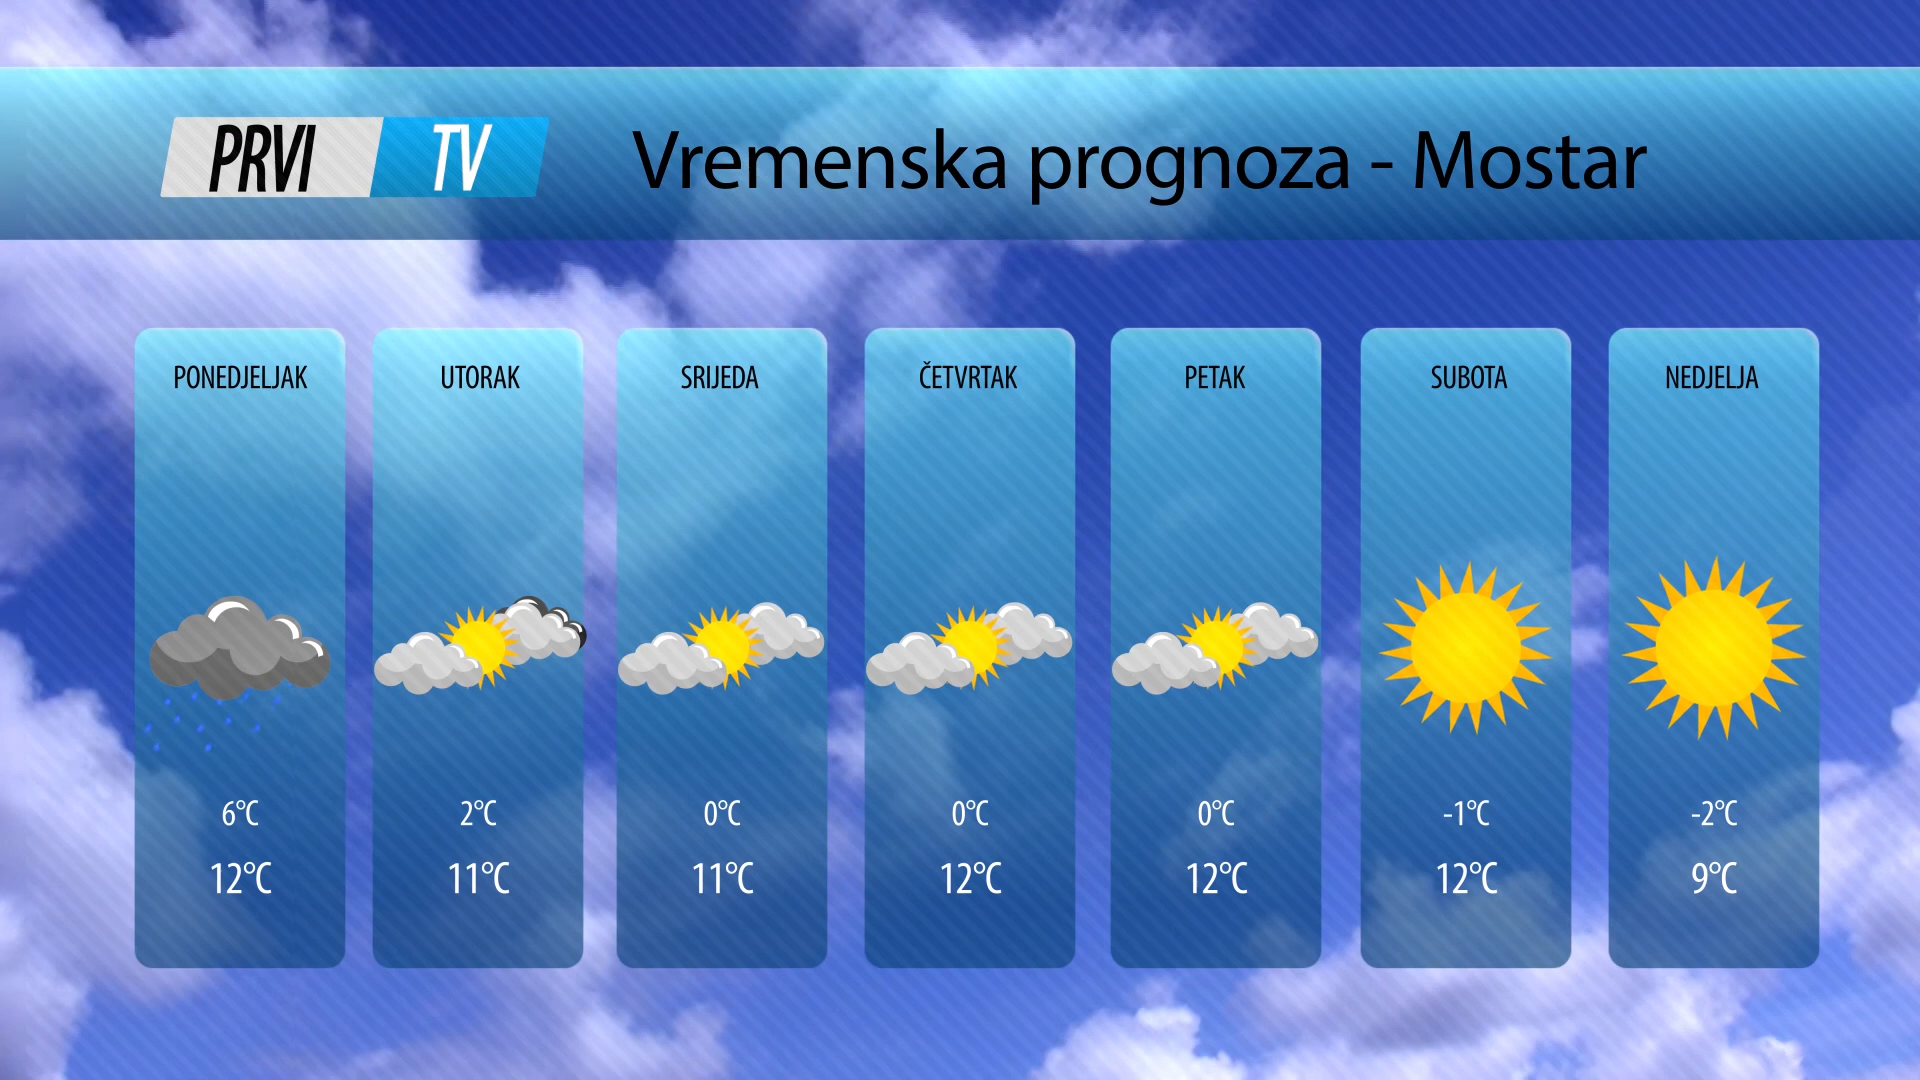 PRVI TV
Vremenska prognoza - Mostar
PONEDJELJAK
6°C
12°C
UTORAK
2°C
11°C
SRIJEDA
0°C
11°C
ČETVRTAK
0°C
12°C
PETAK
0°C
12°C
SUBOTA
-1°C
12°C
NEDJELJA
-2°C
9°C